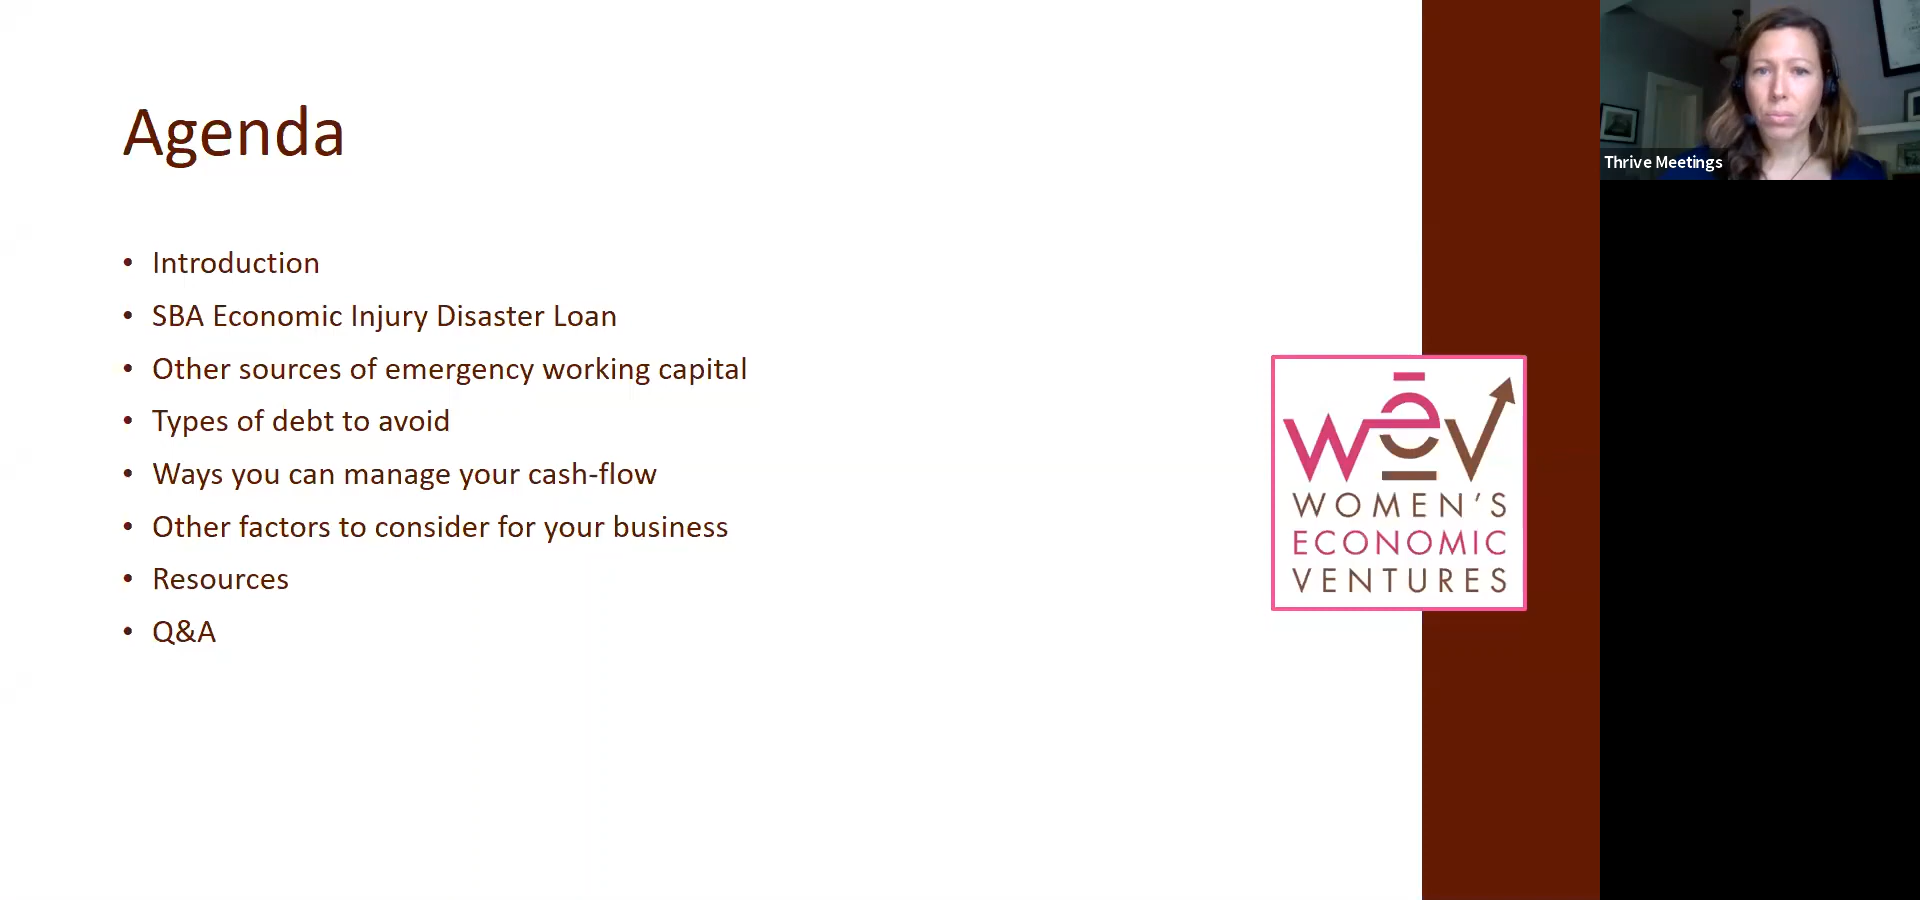 Agenda
• Introduction
• SBA Economic Injury Disaster Loan
• Other sources of emergency working capital
• Types of debt to avoid
• Ways you can manage your cash-flow
• Other factors to consider for your business
• Resources
• Q&A
wev
WOMEN'S
ECONOMIC
VENTURES
Thrive Meetings